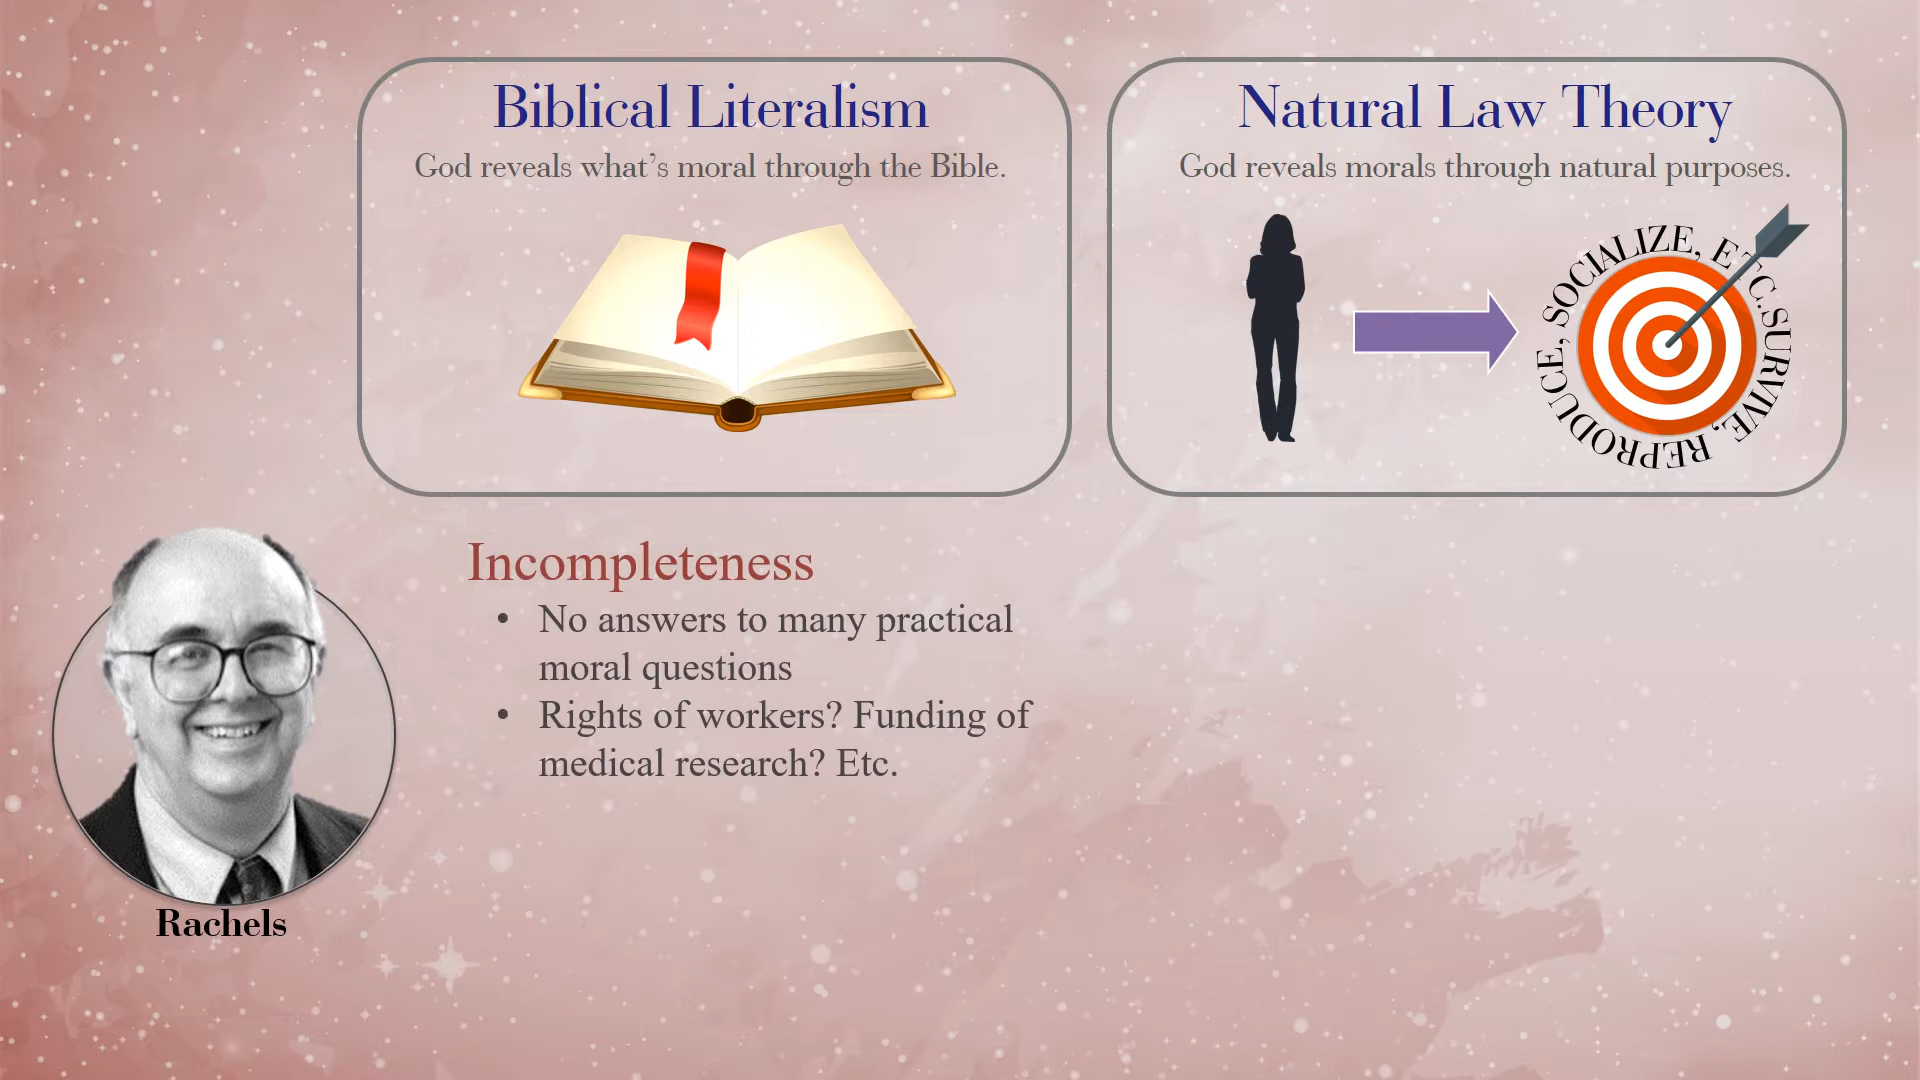 Biblical Literalism
God reveals what’s moral through the Bible.
Natural Law Theory
God reveals morals through natural purposes.
SURVIVE, REPRODUCE, SOCIALIZE, ETC.
Incompleteness
• No answers to many practical
moral questions
• Rights of workers? Funding of
medical research? Etc.
Rachels